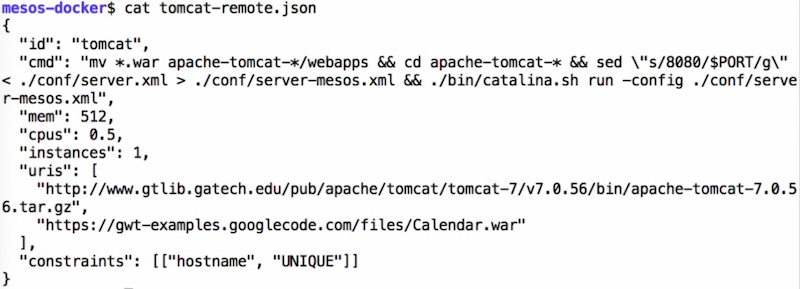 mesos-docker$ cat tomcat-remote.json
{
  "id": "tomcat",
  "cmd": "mv *.war apache-tomcat-*/webapps && cd apache-tomcat-* && sed \"s/8080/$PORT/g\"
< ./conf/server.xml > ./conf/server-mesos.xml && ./bin/catalina.sh run -config ./conf/serve
r-mesos.xml",
  "mem": 512,
  "cpus": 0.5,
  "instances": 1,
  "uris": [
    "http://www.gtlib.gatech.edu/pub/apache/tomcat/tomcat-7/v7.0.56/bin/apache-tomcat-7.0.5
6.tar.gz",
    "https://gwt-examples.googlecode.com/files/Calendar.war"
  ],
  "constraints": [["hostname", "UNIQUE"]]
}